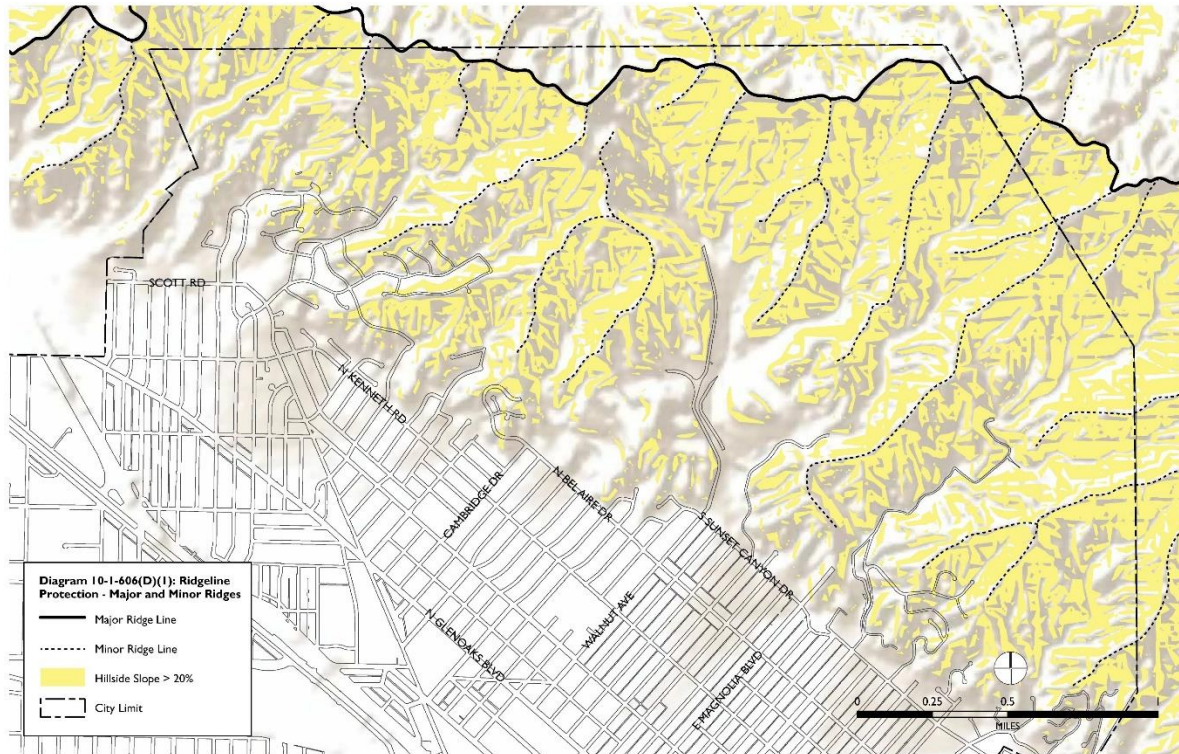 SCOTT RD
N KENNETH RD
CAMBRIDGE DR
N BEL AIRE DR
S SUNSET CANYON DR
WALNUT AVE
N GLENOAKS BLVD
E MAGNOLIA BLVD
Diagram 10-1-606(D)(1): Ridgeline
Protection - Major and Minor Ridges
Major Ridge Line
Minor Ridge Line
Hillside Slope > 20%
City Limit
0 0.25 0.5 1
MILES